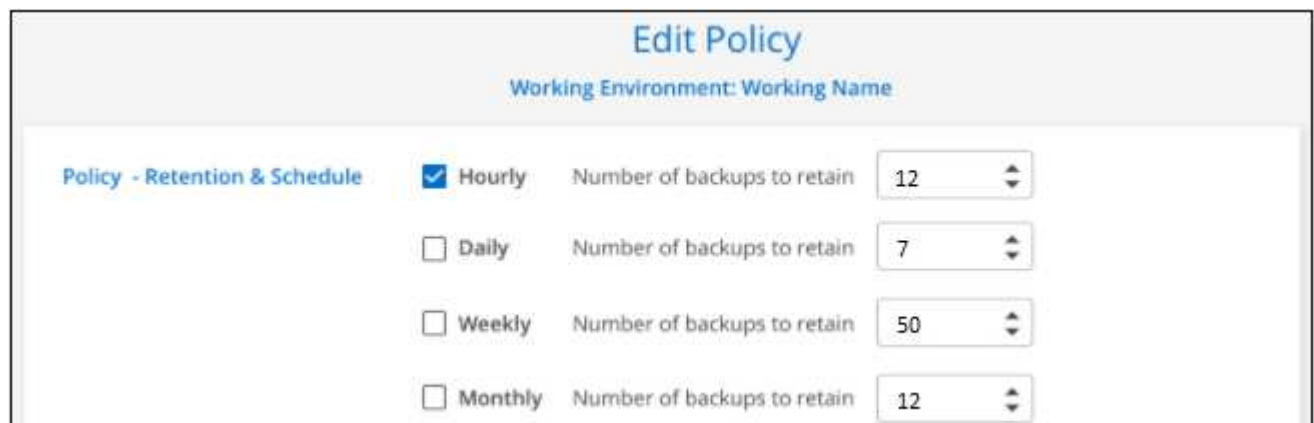 Edit Policy
Working Environment: Working Name
Policy - Retention & Schedule Hourly Number of backups to retain 12
Daily Number of backups to retain 7
Weekly Number of backups to retain 50
Monthly Number of backups to retain 12